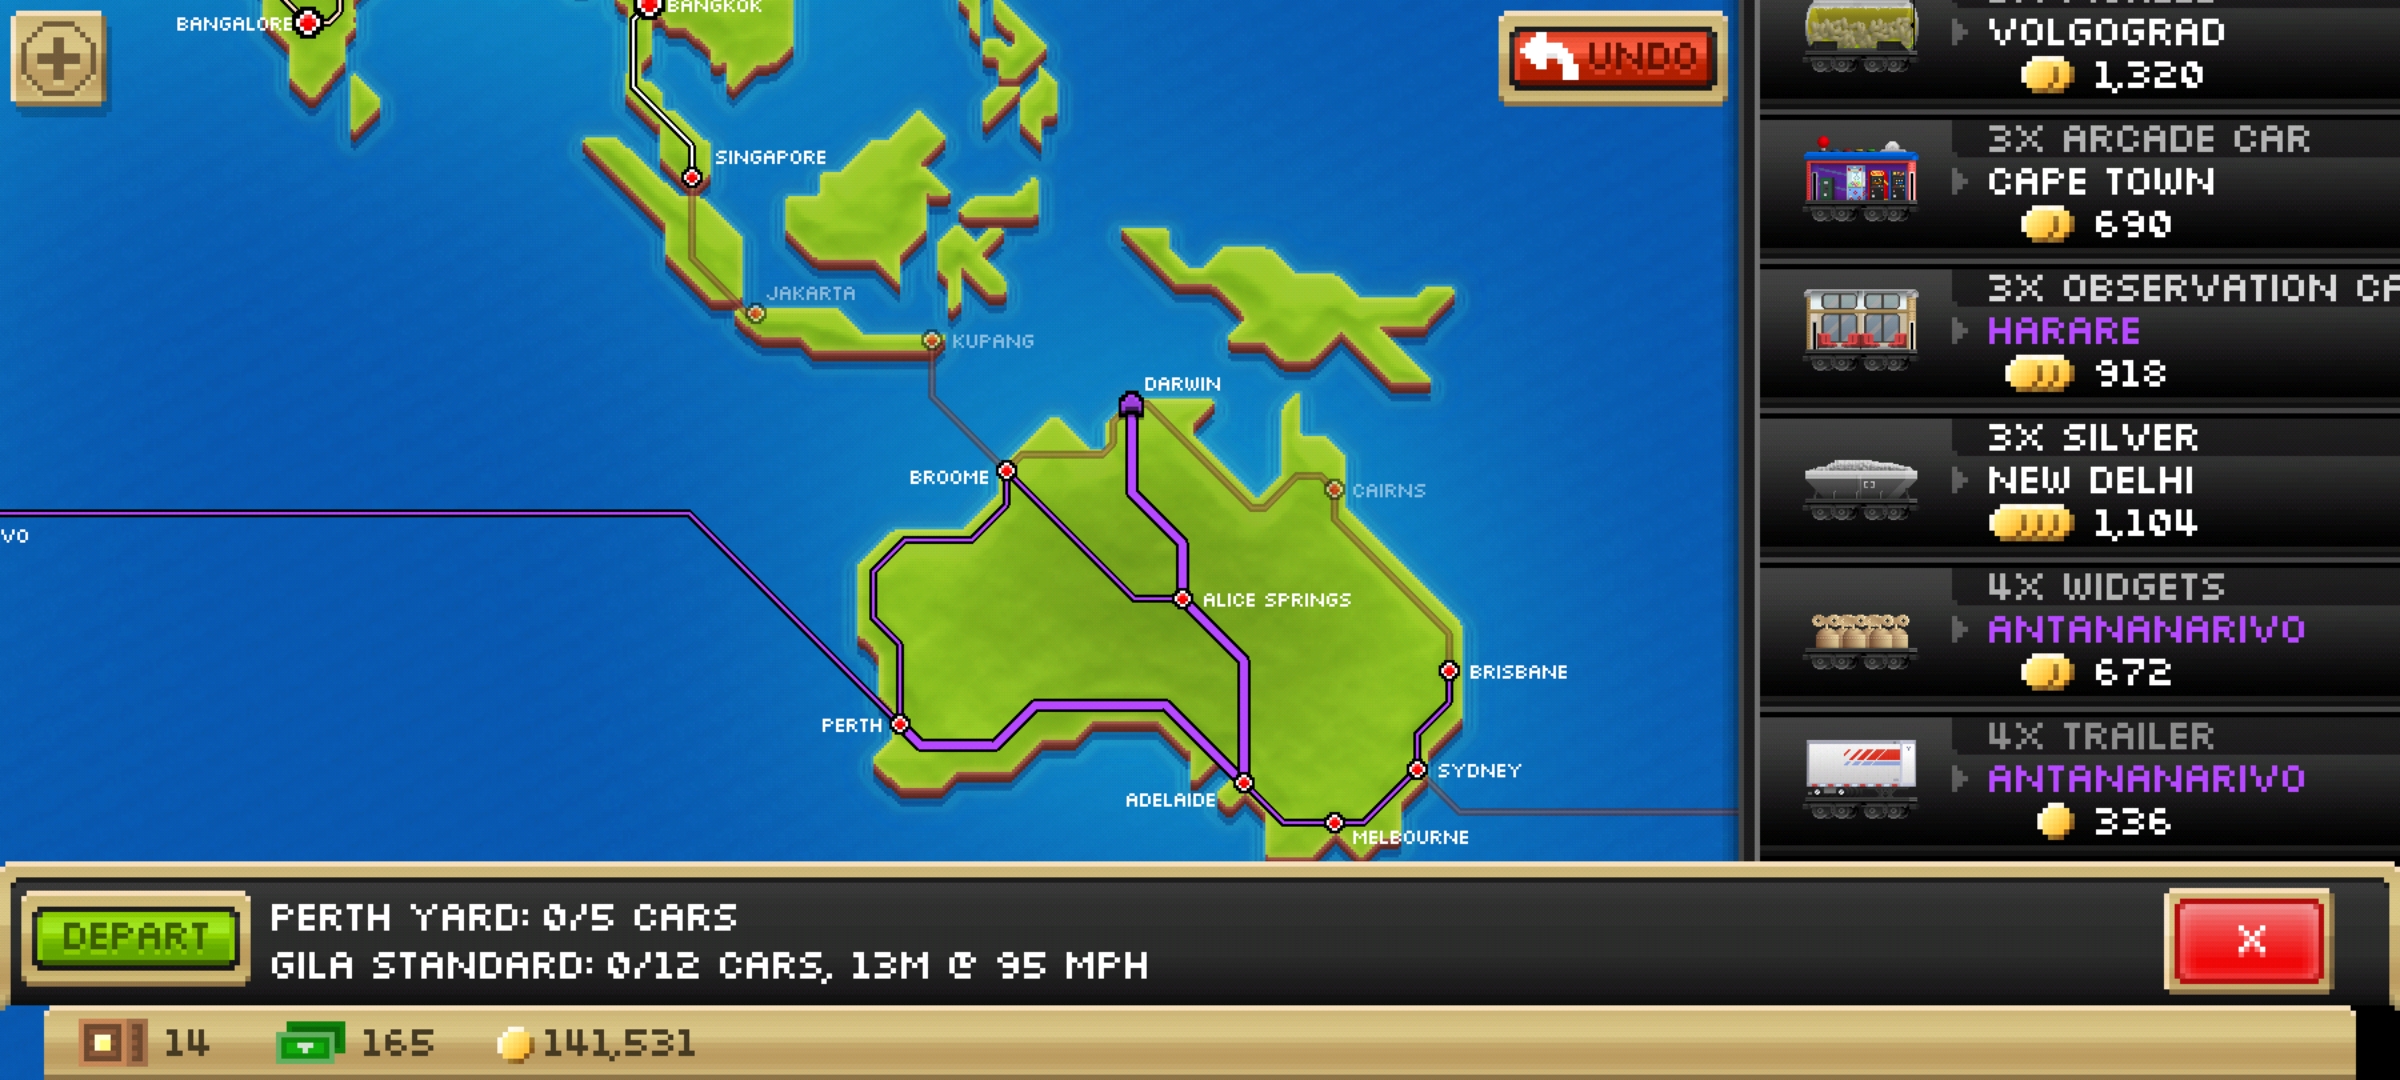 BANGALORE
BANGKOK
UNDO
SINGAPORE
JAKARTA
KUPANG
DARWIN
BROOME
CAIRNS
VO
ALICE SPRINGS
BRISBANE
PERTH
SYDNEY
ADELAIDE
MELBOURNE
VOLGOGRAD
1,320
3X ARCADE CAR
CAPE TOWN
690
3X OBSERVATION CA
HARARE
918
3X SILVER
NEW DELHI
1,104
4X WIDGETS
ANTANANARIVO
672
4X TRAILER
ANTANANARIVO
336
DEPART
PERTH YARD: 0/5 CARS
GILA STANDARD: 0/12 CARS, 13M @ 95 MPH
X
14
165
141,531